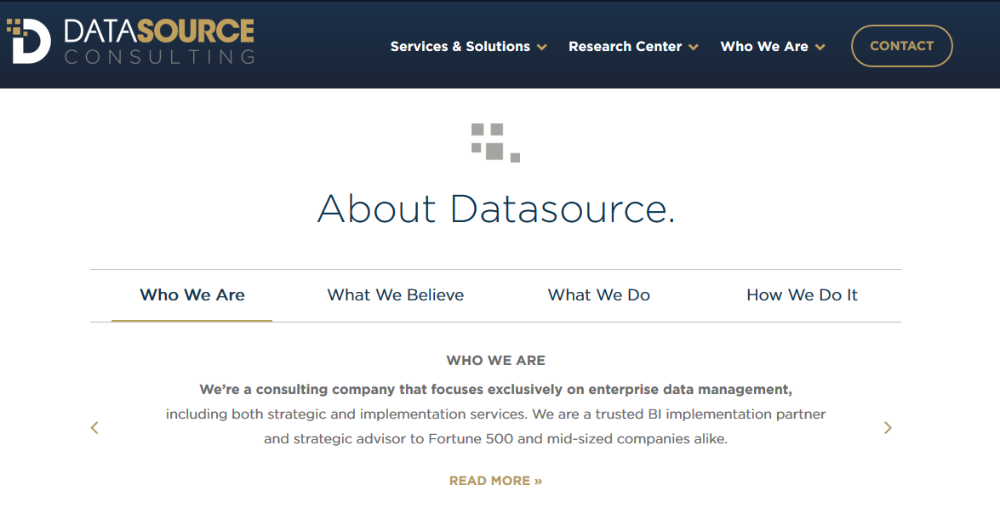 DATASOURCE
CONSULTING
Services & Solutions
Research Center
Who We Are
CONTACT
About Datasource.
Who We Are
What We Believe
What We Do
How We Do It
WHO WE ARE
We’re a consulting company that focuses exclusively on enterprise data management,
including both strategic and implementation services. We are a trusted BI implementation partner
and strategic advisor to Fortune 500 and mid-sized companies alike.
READ MORE »